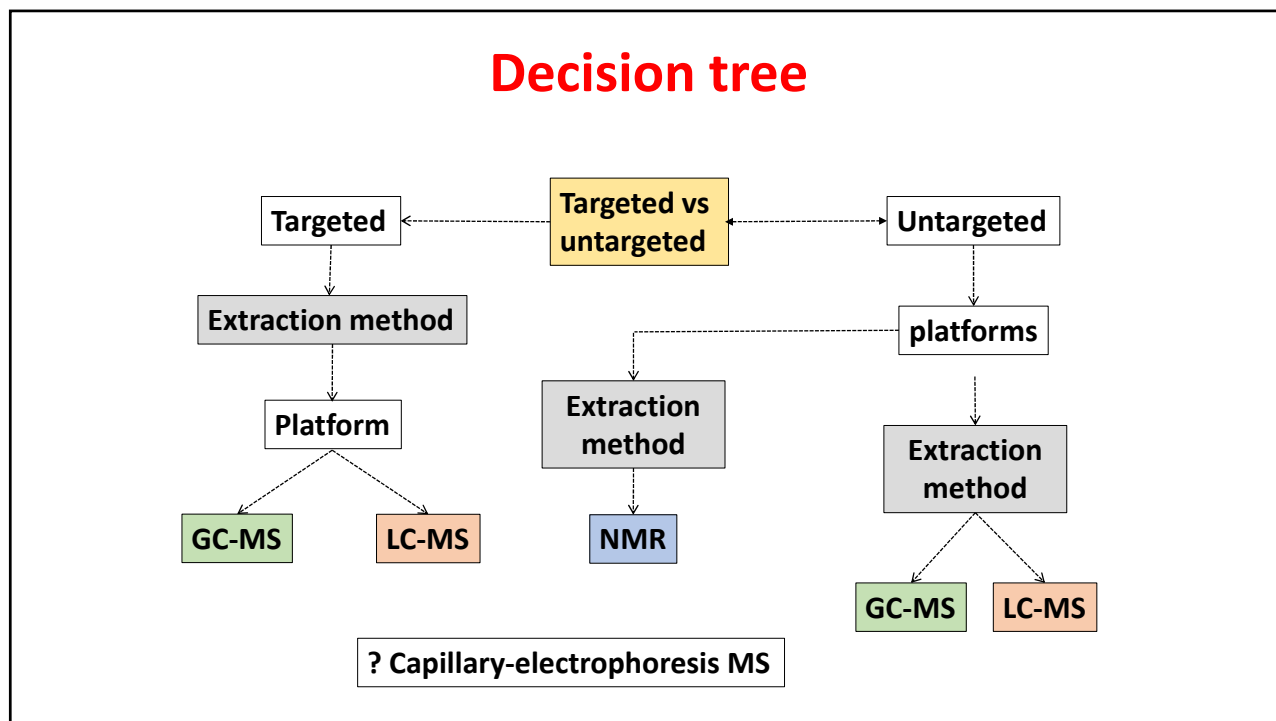 Decision tree
Targeted
Targeted vs
untargeted
Untargeted
Extraction method
platforms
Platform
Extraction
method
Extraction
method
GC-MS
LC-MS
NMR
GC-MS
LC-MS
? Capillary-electrophoresis MS